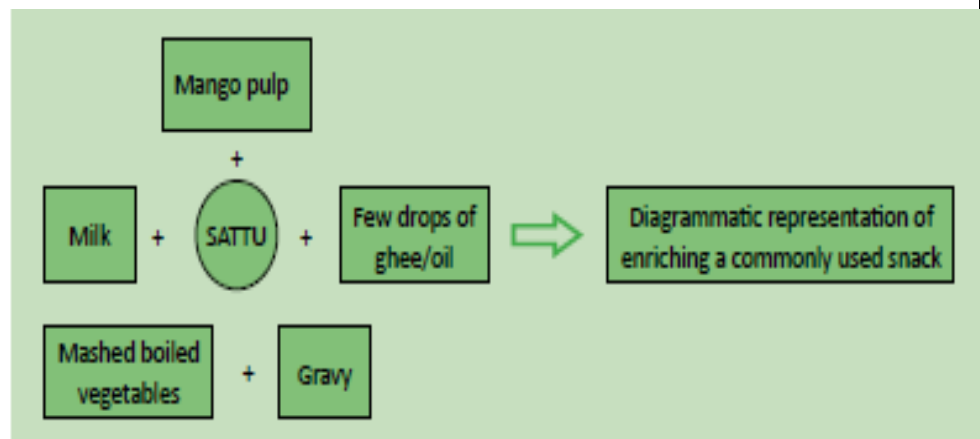 Mango pulp
+
Milk + SATTU + Few drops of
ghee/oil
Diagrammatic representation of
enriching a commonly used snack
Mashed boiled
vegetables
+ Gravy